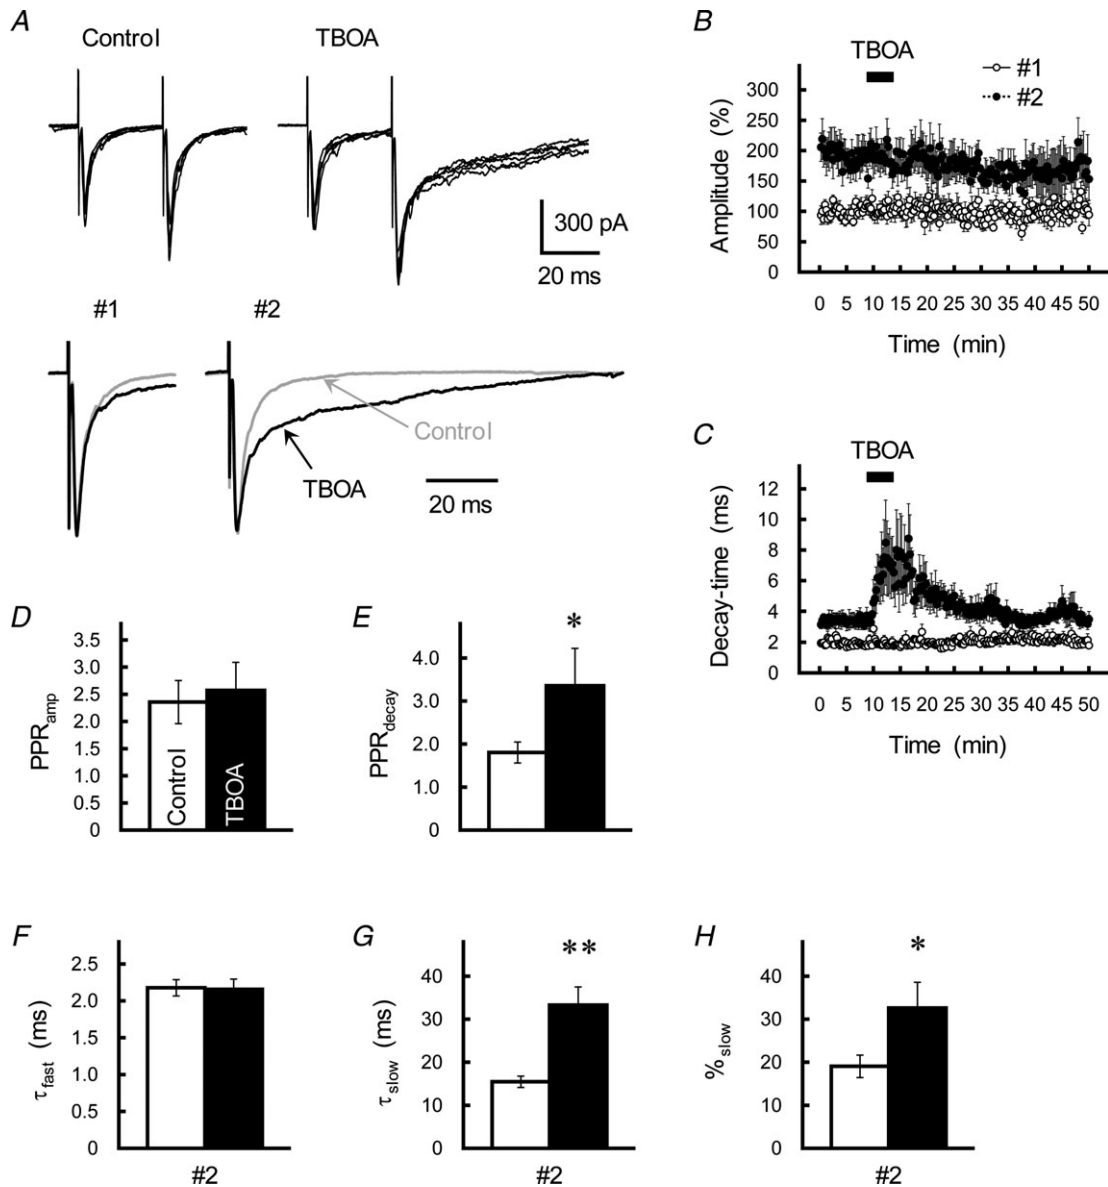 A
Control
TBOA
300 pA
20 ms
#1
#2
Control
TBOA
20 ms
B
TBOA
#1
#2
Amplitude (%)
300
250
200
150
100
50
0
0 5 10 15 20 25 30 35 40 45 50
Time (min)
C
TBOA
Decay-time (ms)
12
10
8
6
4
2
0
0 5 10 15 20 25 30 35 40 45 50
Time (min)
D
PPRamp
3.5
3.0
2.5
2.0
1.5
1.0
0.5
0
Control
TBOA
E
*
PPRdecay
4.0
3.0
2.0
1.0
0
F
τfast (ms)
2.5
2.0
1.5
1.0
0.5
0
#2
G
**
τslow (ms)
40
30
20
10
0
#2
H
*
%slow
40
30
20
10
0
#2